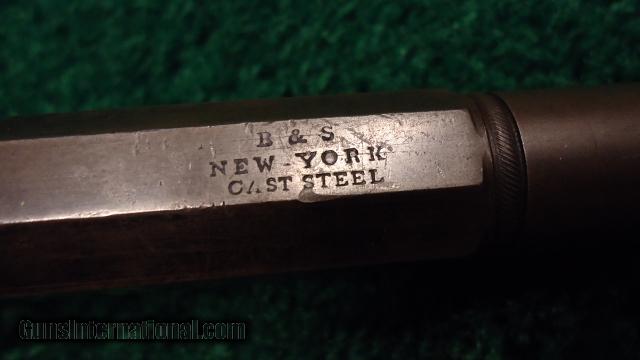 B & S
NEW-YORK
CAST STEEL
GunsInternational.com